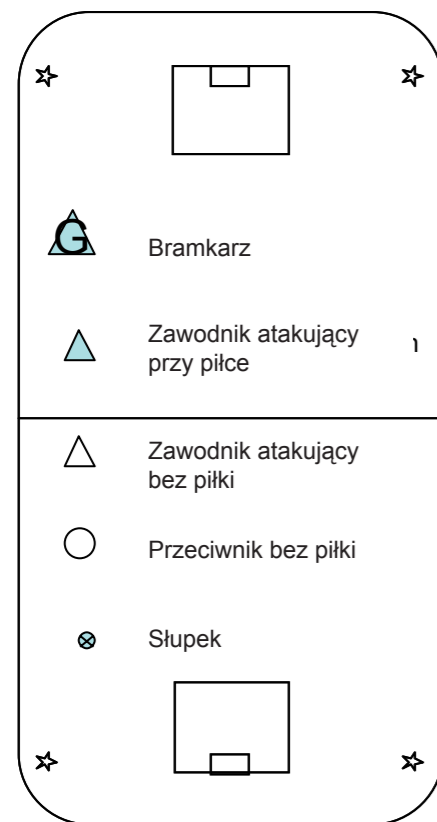 G
Bramkarz
Zawodnik atakujący
przy piłce
Zawodnik atakujący
bez piłki
Przeciwnik bez piłki
Słupek